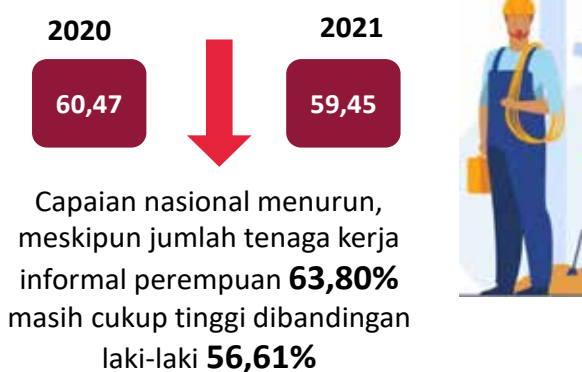 2020
2021
60,47
59,45
Capaian nasional menurun,
meskipun jumlah tenaga kerja
informal perempuan 63,80%
masih cukup tinggi dibandingan
laki-laki 56,61%